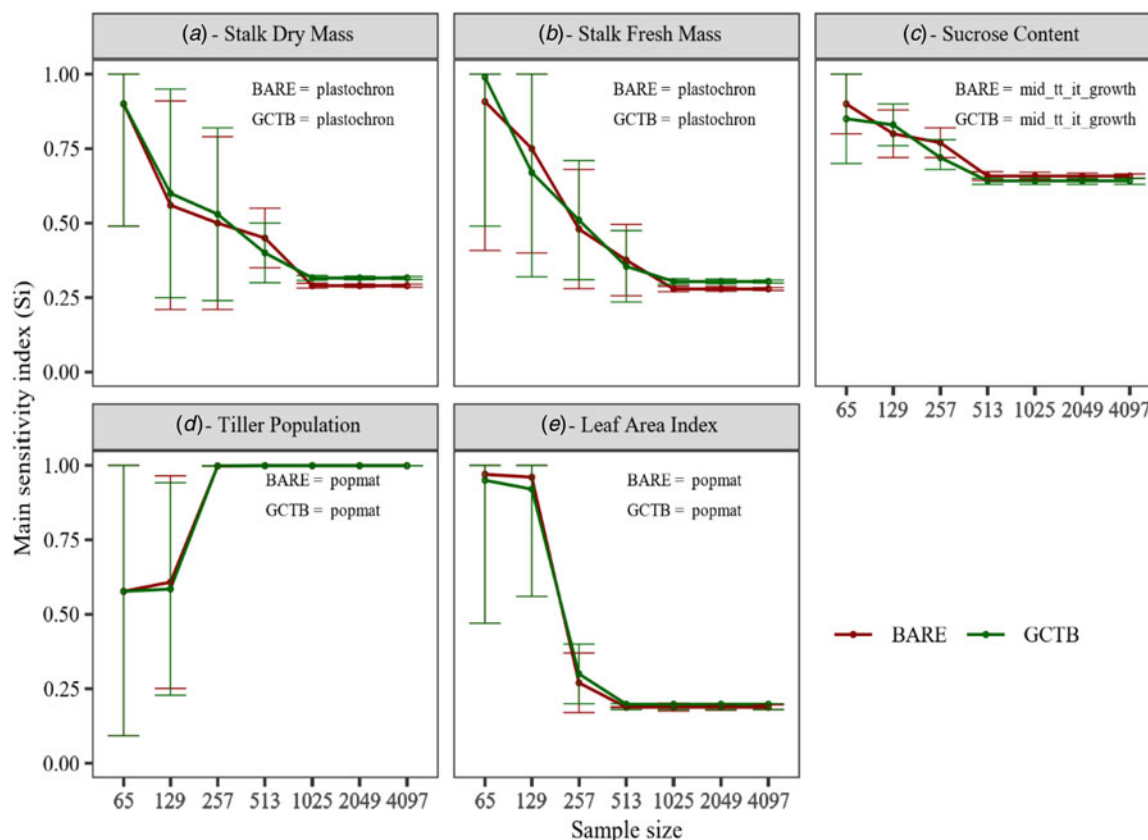 (a) - Stalk Dry Mass
(b) - Stalk Fresh Mass
(c) - Sucrose Content
Main sensitivity index (Si)
1.00
0.75
0.50
0.25
0.00
BARE = plastochron
GCTB = plastochron
BARE = plastochron
GCTB = plastochron
BARE = mid_tt_it_growth
GCTB = mid_tt_it_growth
65 129 257 513 1025 2049 4097
(d) - Tiller Population
(e) - Leaf Area Index
1.00
0.75
0.50
0.25
0.00
BARE = popmat
GCTB = popmat
BARE = popmat
GCTB = popmat
BARE GCTB
65 129 257 513 1025 2049 4097
65 129 257 513 1025 2049 4097
Sample size